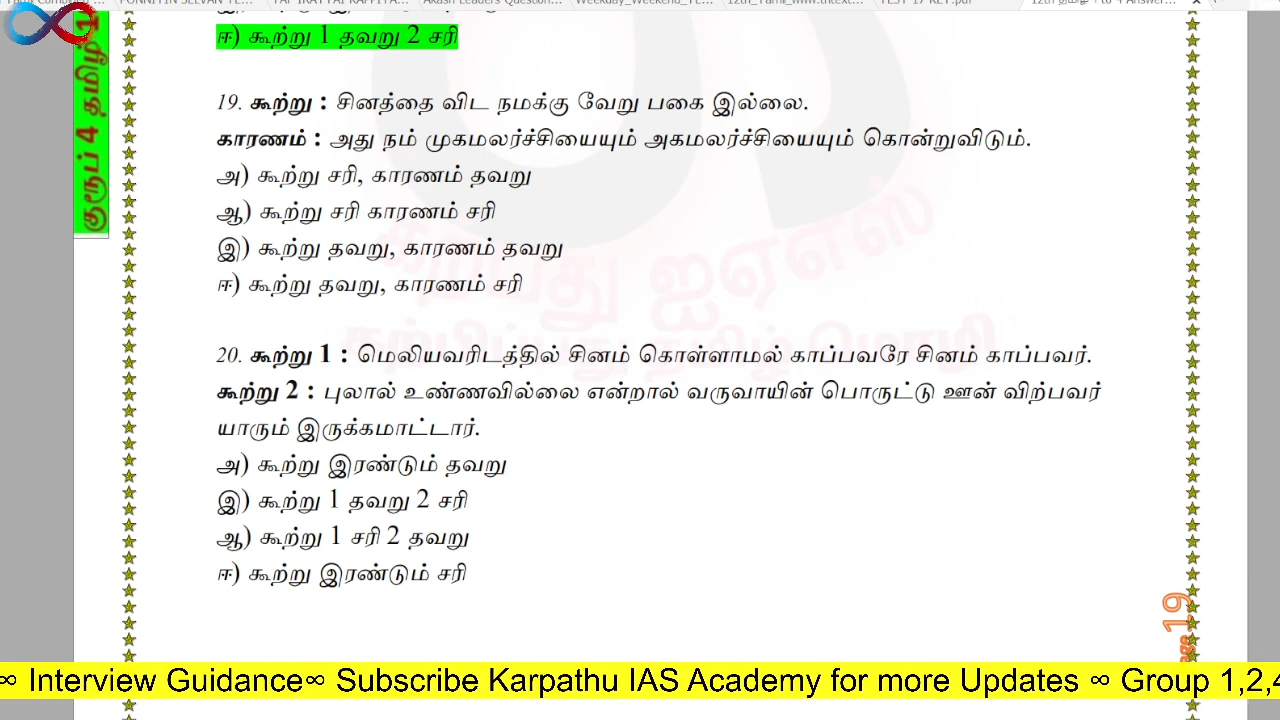 ஈ) கூற்று 1 தவறு 2 சரி
குரூப் 4 தமிழ்
19. கூற்று : சினத்தை விட நமக்கு வேறு பகை இல்லை.
காரணம் : அது நம் முகமலர்ச்சியையும் அகமலர்ச்சியையும் கொன்றுவிடும்.
அ) கூற்று சரி, காரணம் தவறு
ஆ) கூற்று சரி காரணம் சரி
இ) கூற்று தவறு, காரணம் தவறு
ஈ) கூற்று தவறு, காரணம் சரி
20. கூற்று 1 : மெலியவரிடத்தில் சினம் கொள்ளாமல் காப்பவரே சினம் காப்பவர்.
கூற்று 2 : புலால் உண்ணவில்லை என்றால் வருவாயின் பொருட்டு ஊன் விற்பவர்
யாரும் இருக்கமாட்டார்.
அ) கூற்று இரண்டும் தவறு
இ) கூற்று 1 தவறு 2 சரி
ஆ) கூற்று 1 சரி 2 தவறு
ஈ) கூற்று இரண்டும் சரி
19
∞ Interview Guidance∞ Subscribe Karpathu IAS Academy for more Updates ∞ Group 1,2,4